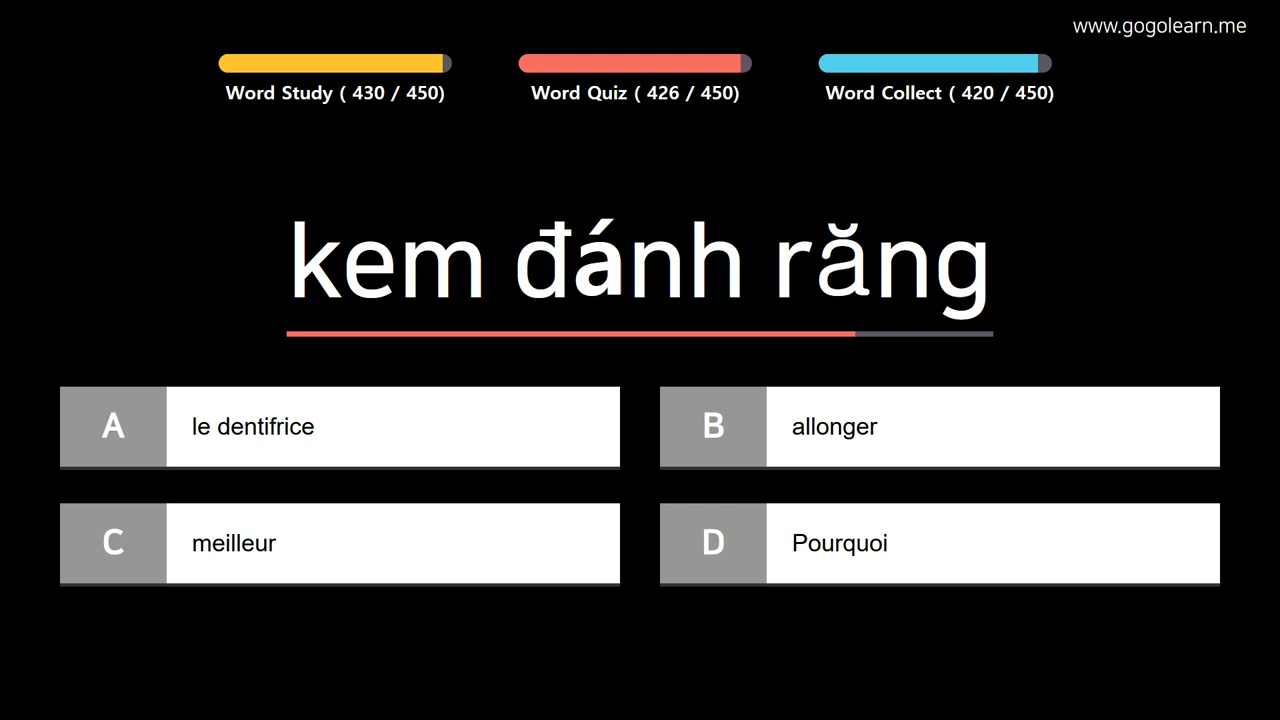 www.gogolearn.me
Word Study ( 430 / 450)
Word Quiz ( 426 / 450)
Word Collect ( 420 / 450)
kem đánh răng
A
le dentifrice
B
allonger
C
meilleur
D
Pourquoi